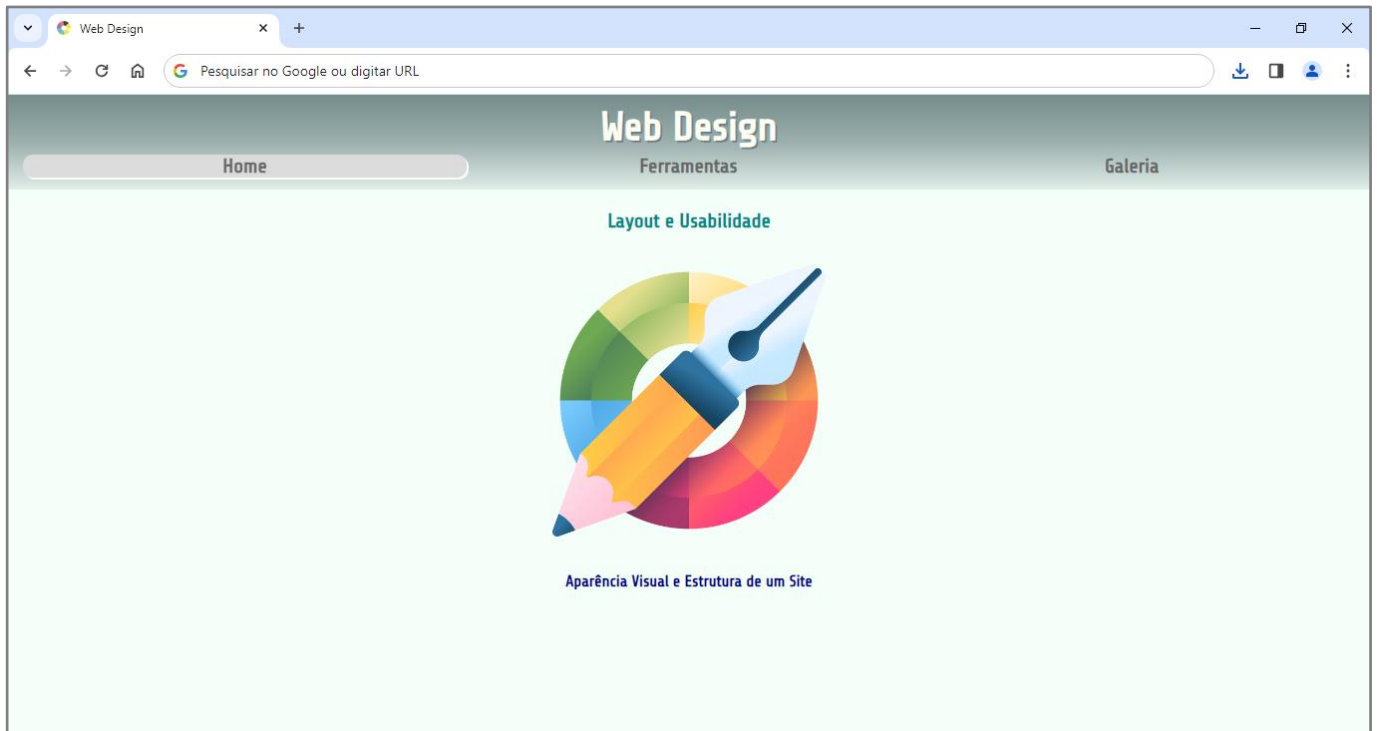 Web Design
Pesquisar no Google ou digitar URL
Web Design
Home Ferramentas Galeria
Layout e Usabilidade
Aparência Visual e Estrutura de um Site